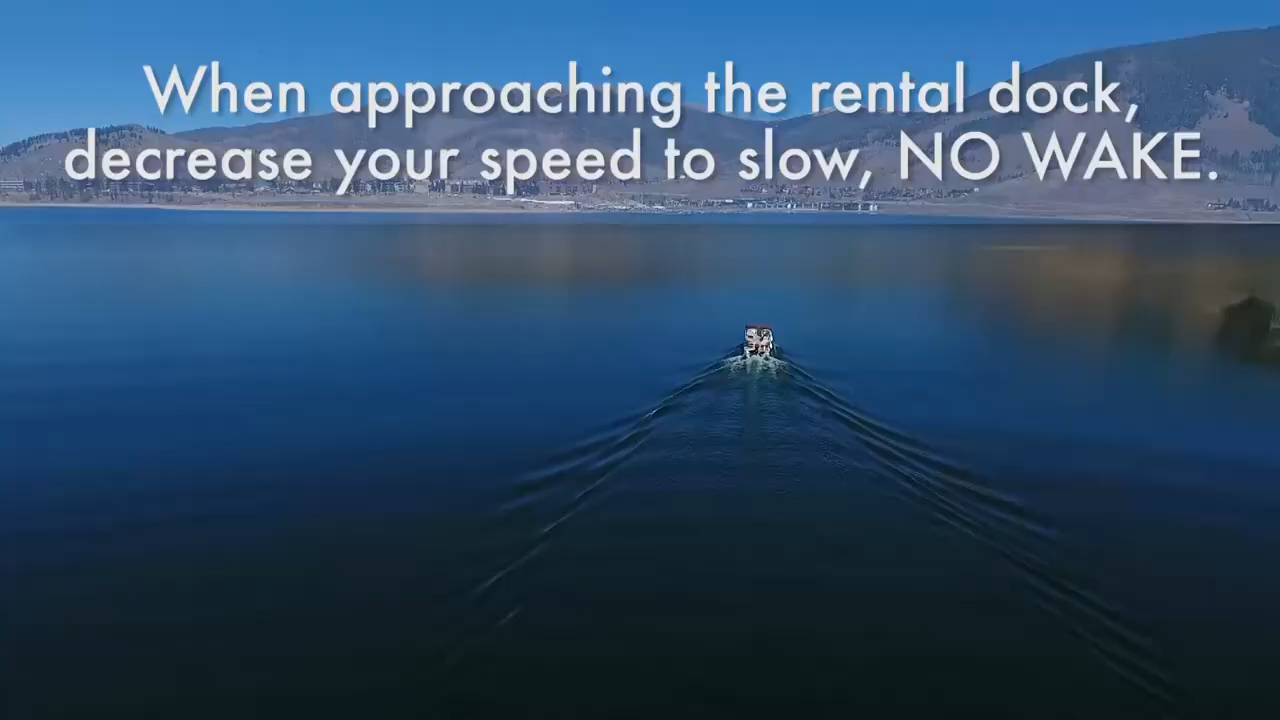 When approaching the rental dock,
decrease your speed to slow, NO WAKE.